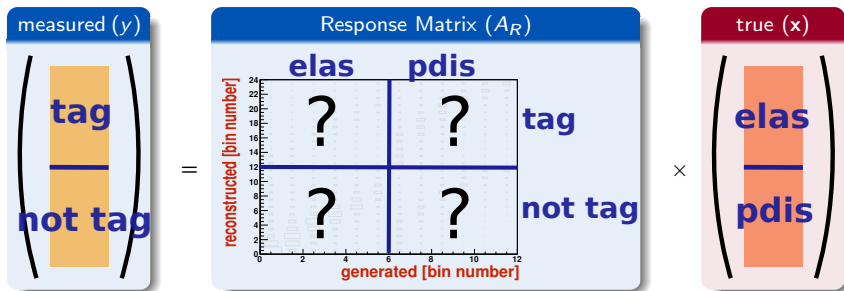 measured (y)
Response Matrix (A_R)
true (x)
elas pdis
tag
not tag
=
reconstructed [bin number]
24
22
20
18
16
14
12
10
8
6
4
2
0
? ?
? ?
0 2 4 6 8 10 12
generated [bin number]
tag
not tag
×
elas
pdis